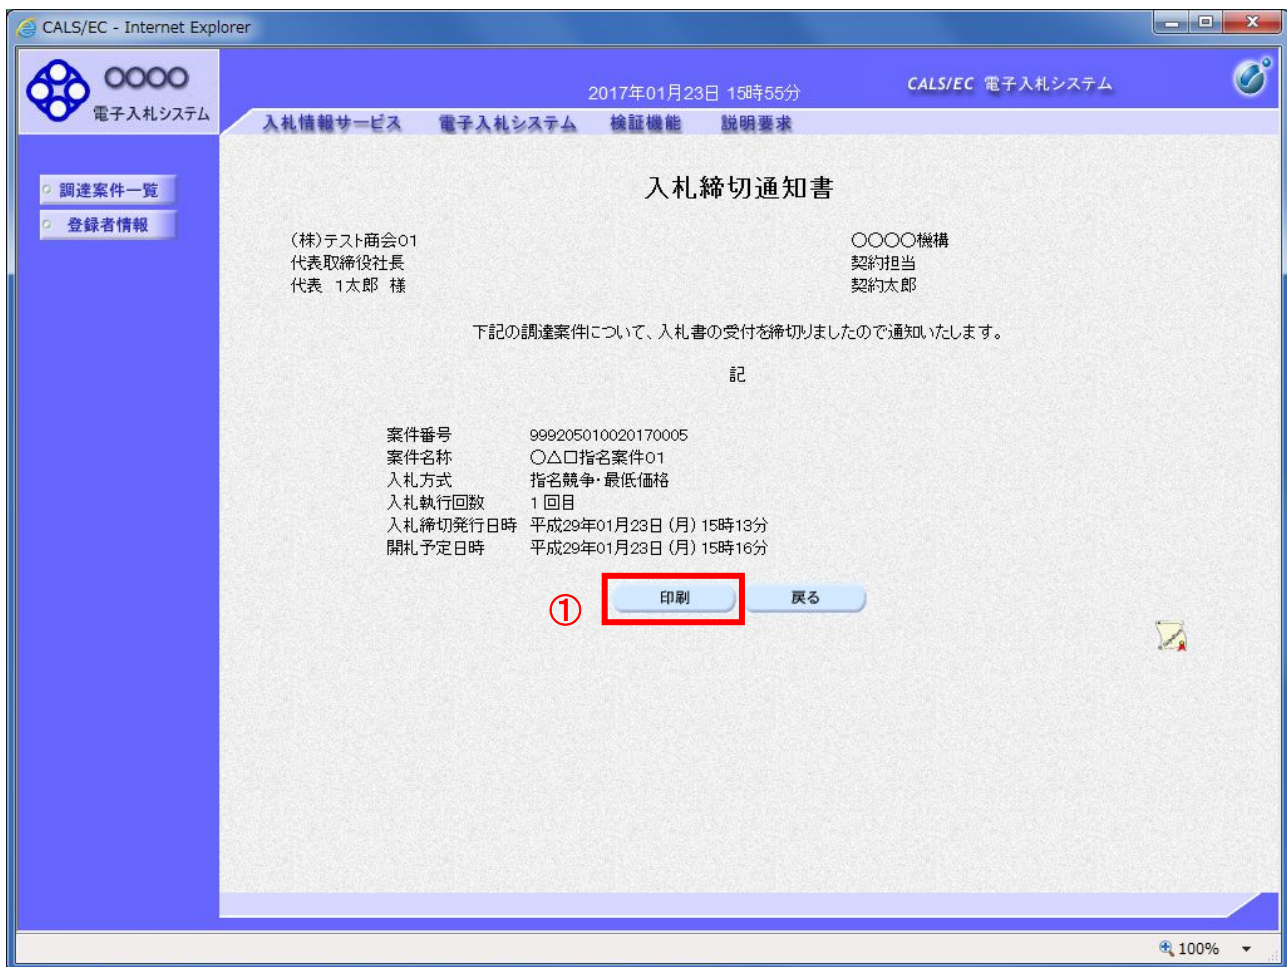 CALS/EC - Internet Explorer
〇〇〇〇
電子入札システム
2017年01月23日 15時55分
CALS/EC 電子入札システム
入札情報サービス 電子入札システム 検証機能 説明要求
調達案件一覧
登録者情報
入札締切通知書
(株)テスト商会01
代表取締役社長
代表 1太郎 様
〇〇〇〇機構
契約担当
契約太郎
下記の調達案件について、入札書の受付を締切りましたので通知いたします。
記
案件番号 999205010020170005
案件名称 〇△口指名案件01
入札方式 指名競争・最低価格
入札執行回数 1 回目
入札締切発行日時 平成29年01月23日 (月) 15時13分
開札予定日時 平成29年01月23日 (月) 15時16分
① 印刷 戻る
100%